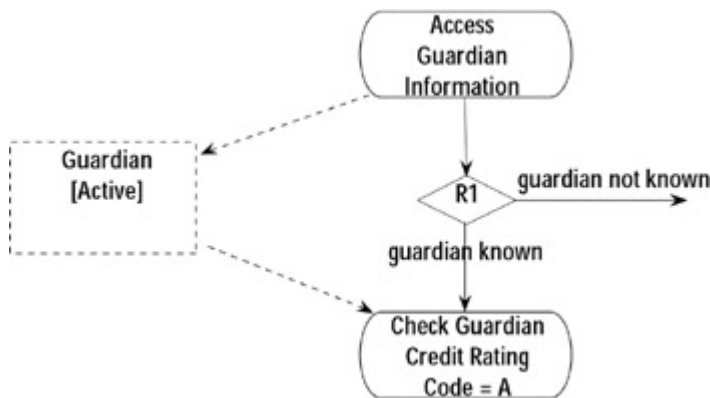 Access
Guardian
Information
Guardian
[Active]
R1
guardian not known
guardian known
Check Guardian
Credit Rating
Code = A